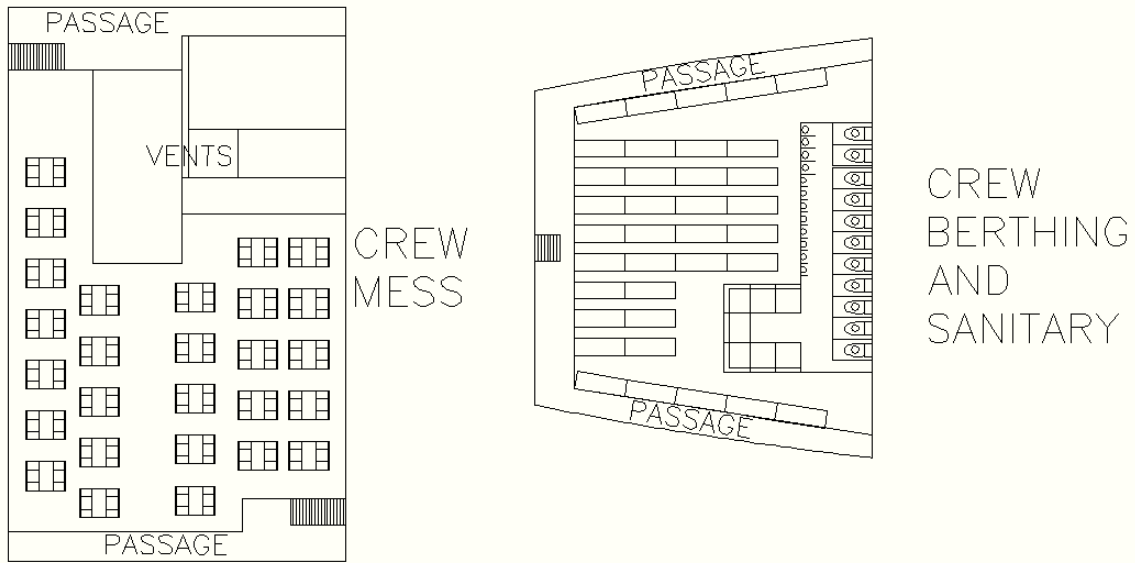 PASSAGE
VENTS
CREW
MESS
PASSAGE
PASSAGE
PASSAGE
CREW
BERTHING
AND
SANITARY